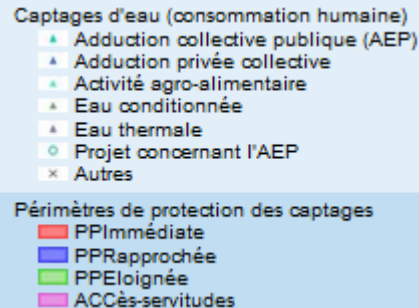 Captages d'eau (consommation humaine)
Adduction collective publique (AEP)
Adduction privée collective
Activité agro-alimentaire
Eau conditionnée
Eau thermale
Projet concernant l'AEP
Autres
Périmètres de protection des captages
PPImmédiate
PPRapprochée
PPEloignée
ACCès-servitudes